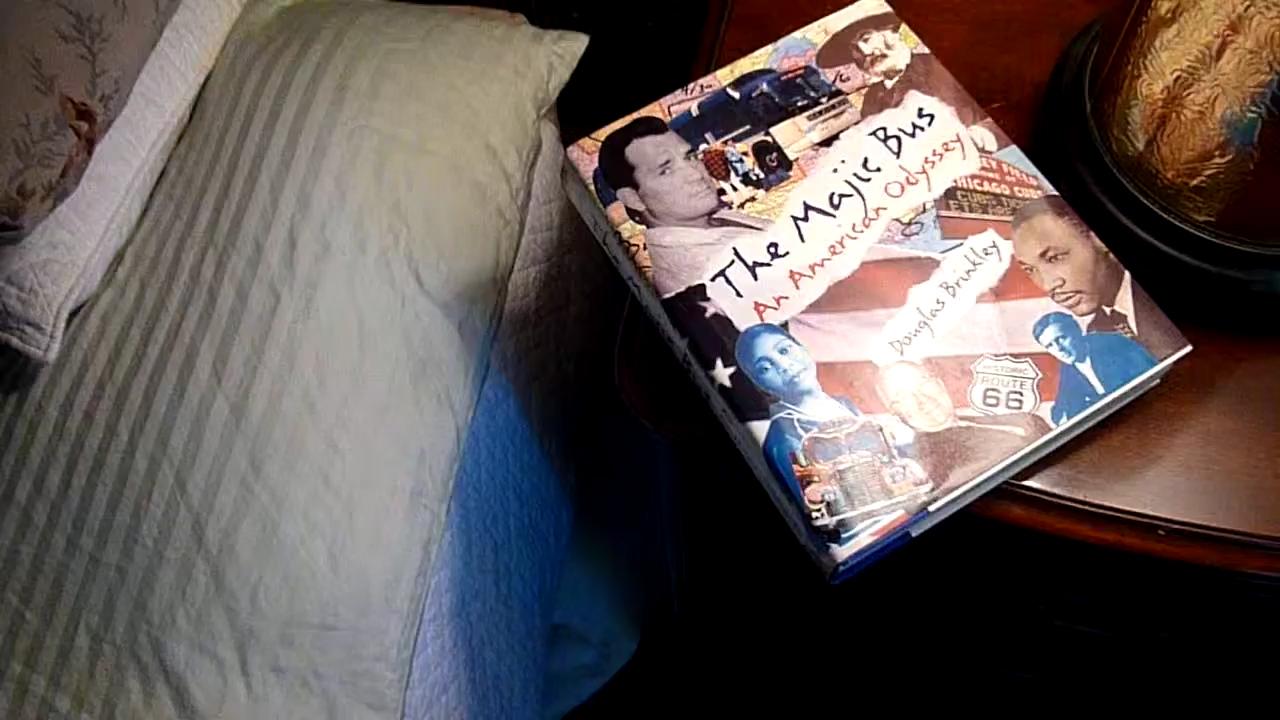 The Majic Bus
An American Odyssey
CHICAGO CUBS
Douglas Brinkley
HISTORIC
ROUTE
66